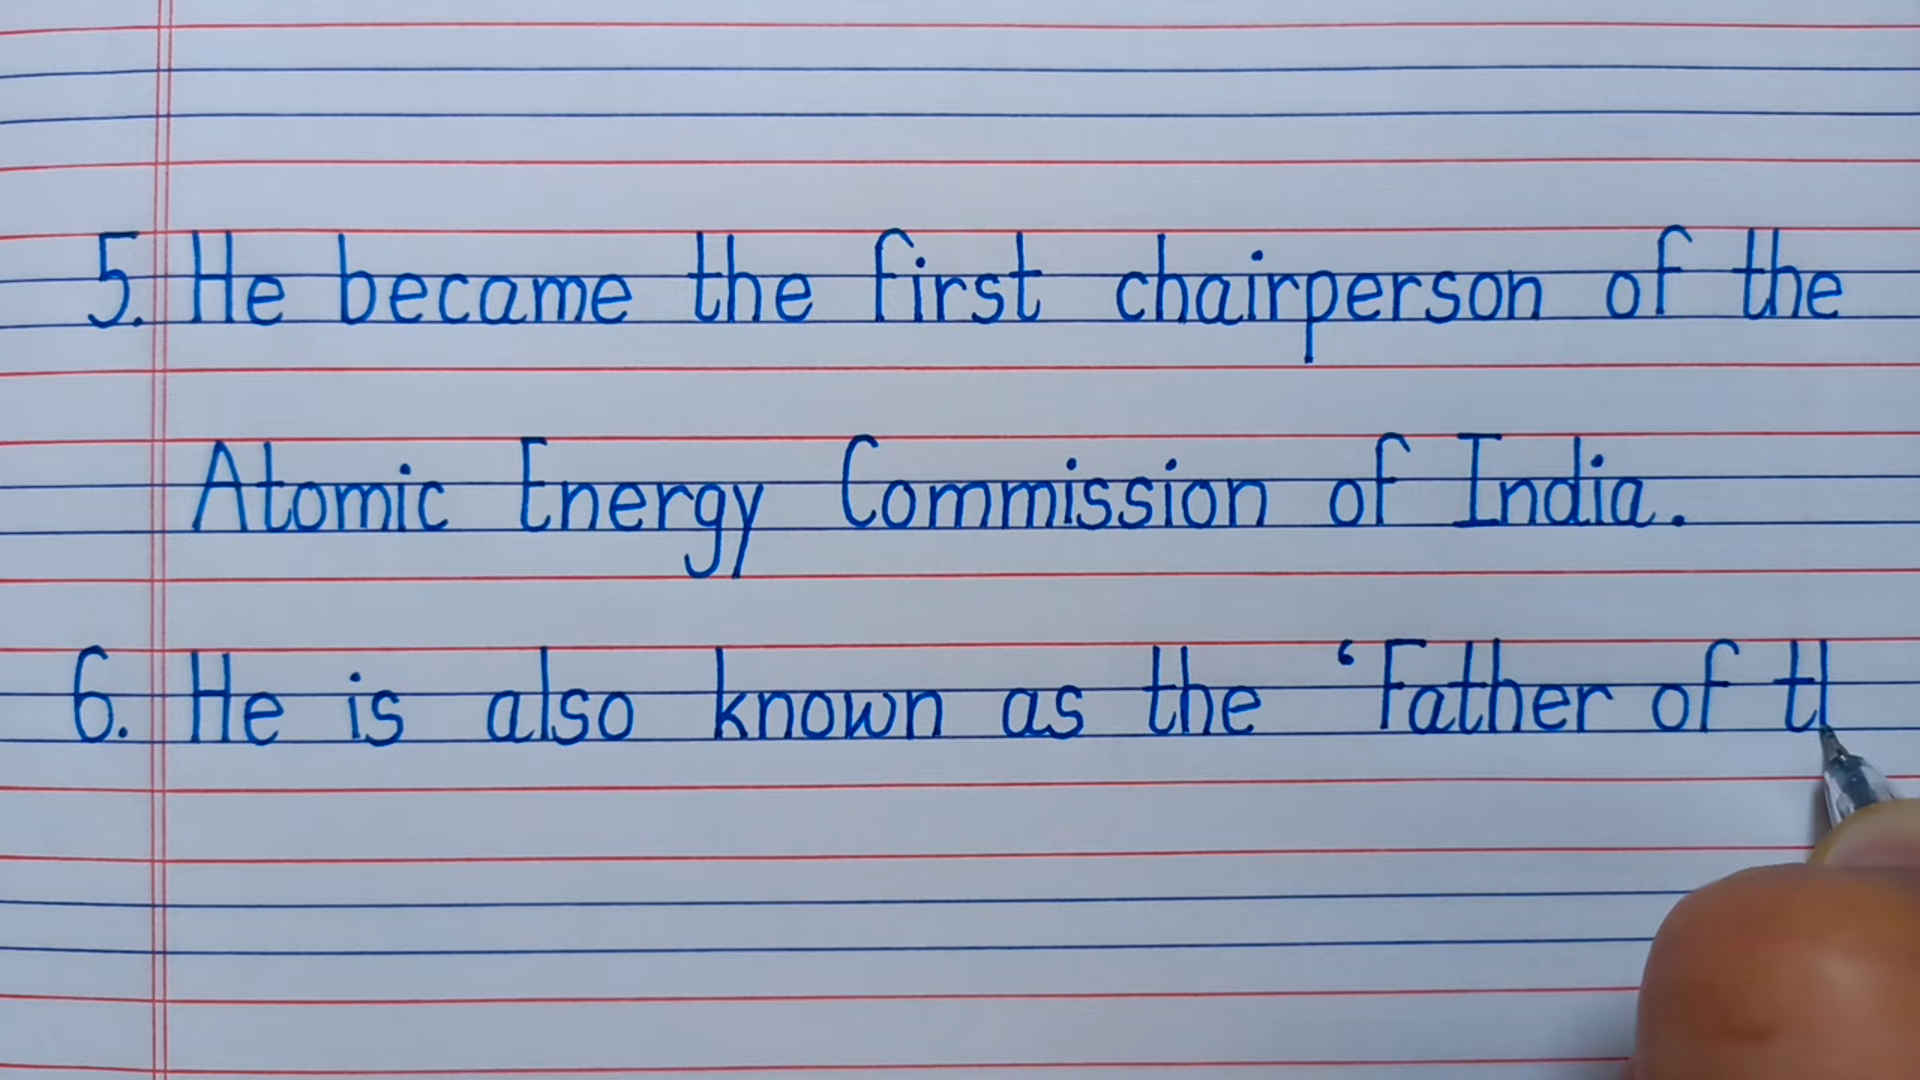 5. He became the first chairperson of the
Atomic Energy Commission of India.
6. He is also known as the ‘Father of